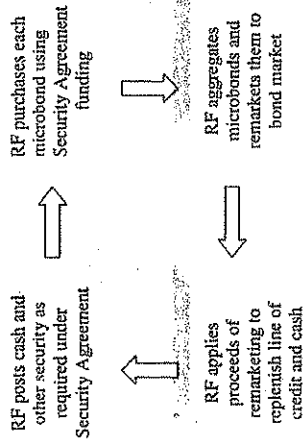 RF posts cash and
other security as
required under
Security Agreement
RF purchases each
microbond using
Security Agreement
funding
RF aggregates
microbonds and
remarkets them to
bond market
RF applies
proceeds of
remarketing to
replenish line of
credit and cash